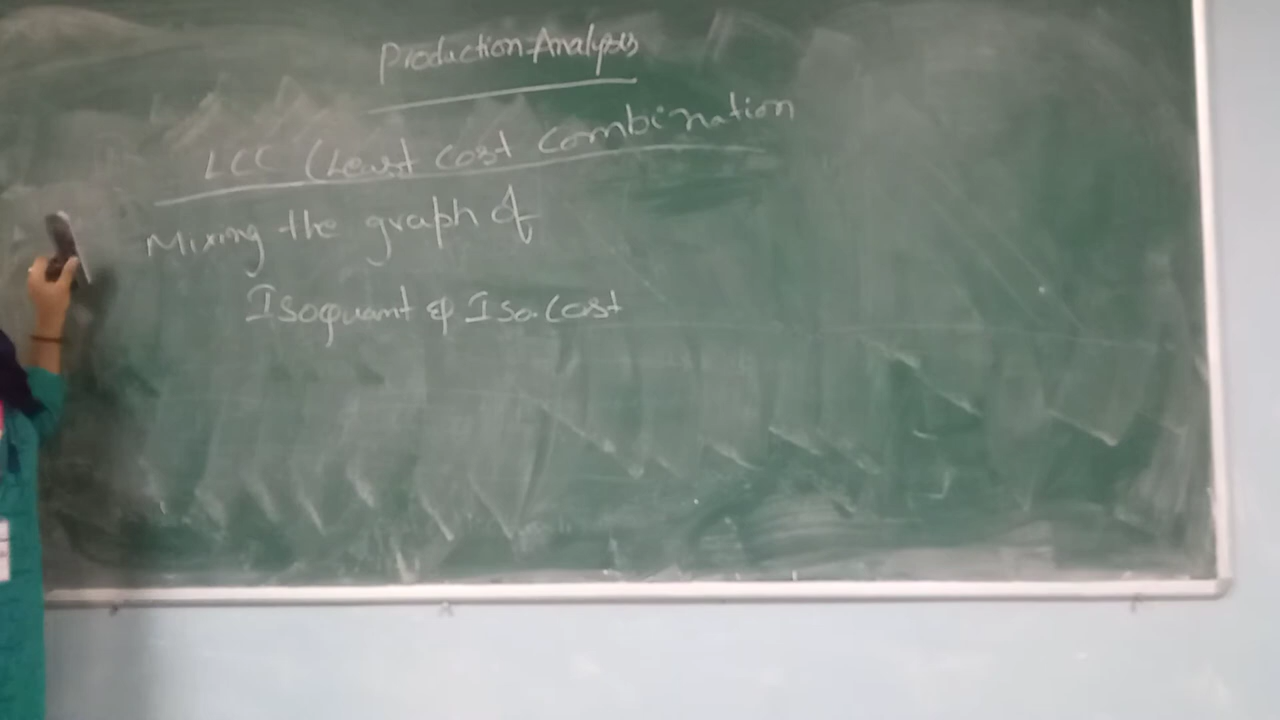 Production Analysis
LCC (Least Cost Combination
Mixing the graph of
Isoquant & Iso.Cost